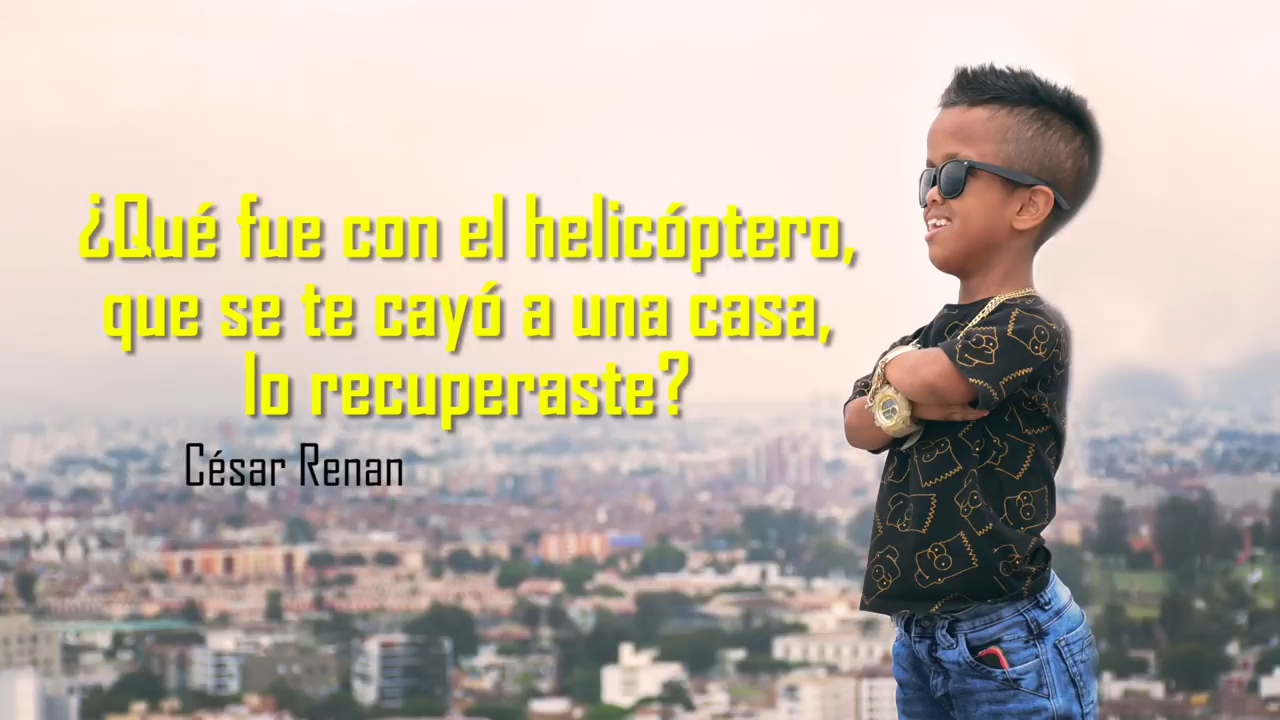 ¿Qué fue con el helicóptero,
que se te cayó a una casa,
lo recuperaste?
César Renan